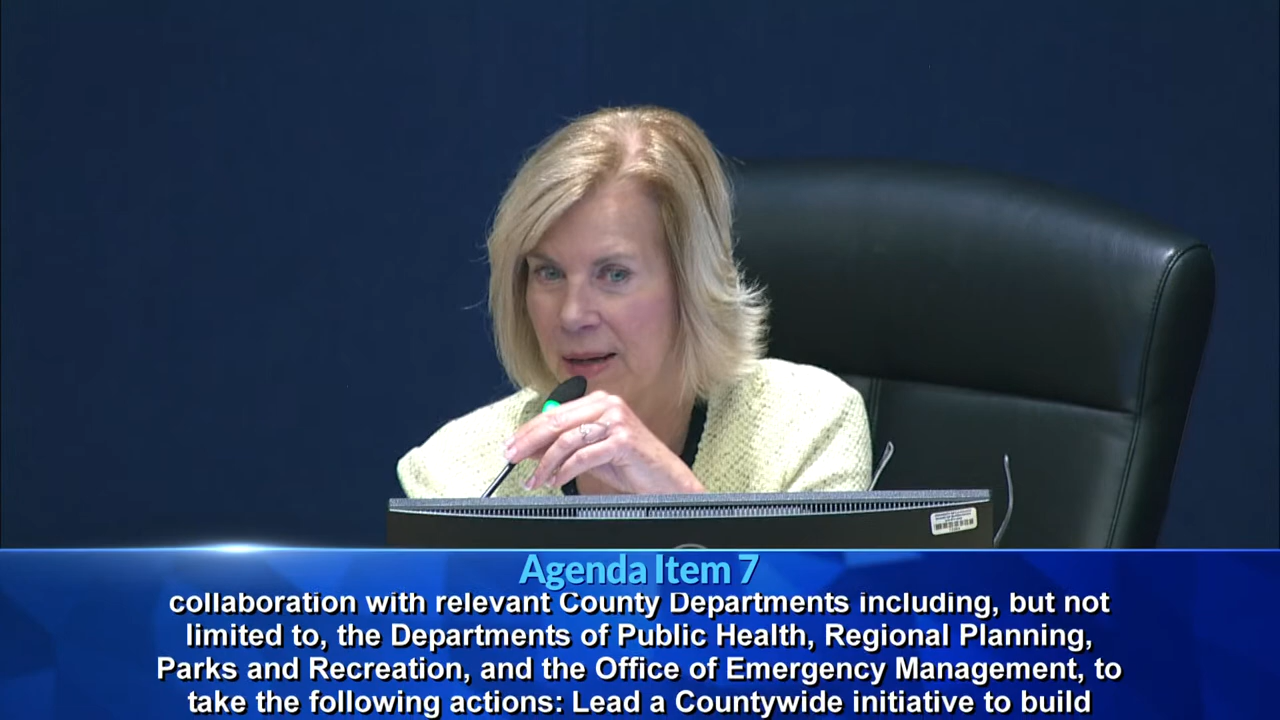 Agenda Item 7
collaboration with relevant County Departments including, but not
limited to, the Departments of Public Health, Regional Planning,
Parks and Recreation, and the Office of Emergency Management, to
take the following actions: Lead a Countywide initiative to build